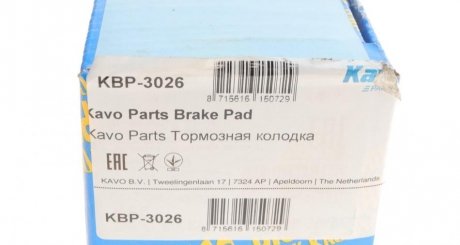 KBP-3026
8 715616 150729
Kavo Parts Brake Pad
Kavo Parts Тормозная колодка
EAC
KAVO B.V. | Tweelingenlaan 17 | 7324 AP | Apeldoorn | The Netherlands
KBP-3026
8 715616 150729